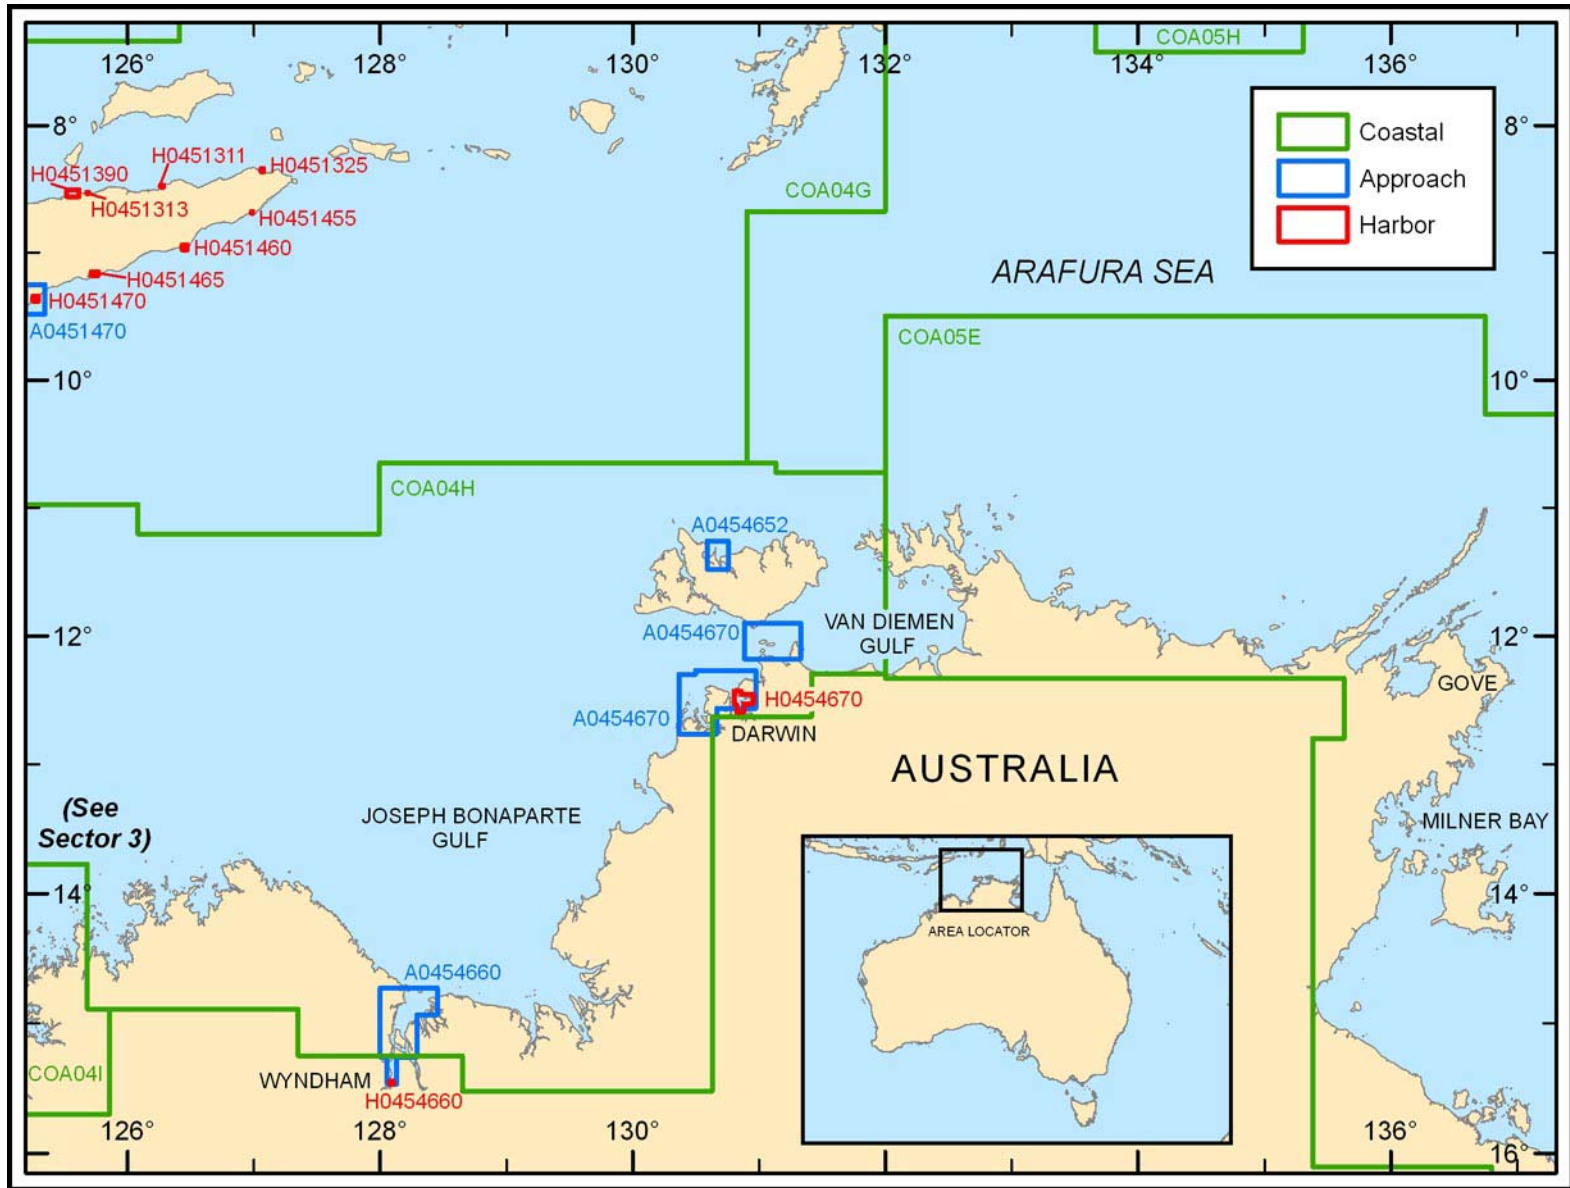 COA05H
126°
128°
130°
132°
134°
136°
8°
8°
Coastal
Approach
Harbor
H0451311
H0451325
H0451390
H0451313
COA04G
H0451455
H0451460
H0451465
H0451470
A0451470
ARAFURA SEA
COA05E
10°
10°
COA04H
A0454652
VAN DIEMEN
GULF
A0454670
12°
12°
GOVE
H0454670
A0454670
DARWIN
AUSTRALIA
(See
Sector 3)
JOSEPH BONAPARTE
GULF
MILNER BAY
14°
14°
AREA LOCATOR
A0454660
COA04I
WYNDHAM
H0454660
126°
128°
130°
136°
16°